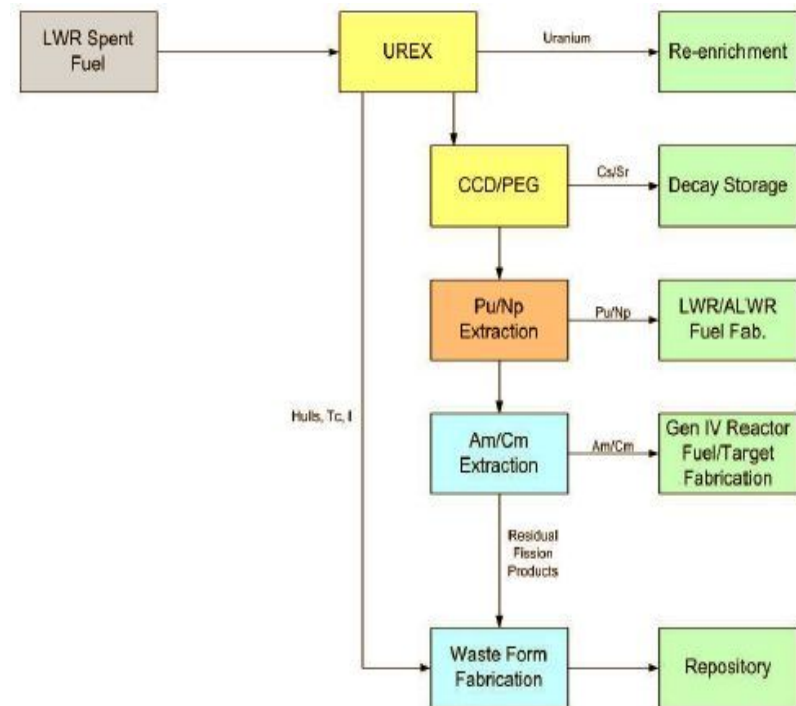 LWR Spent
Fuel
UREX
Uranium
Re-enrichment
CCD/PEG
Cs/Sr
Decay Storage
Pu/Np
Extraction
Pu/Np
LWR/ALWR
Fuel Fab.
Hulls, Tc, I
Am/Cm
Extraction
Am/Cm
Gen IV Reactor
Fuel/Target
Fabrication
Residual
Fission
Products
Waste Form
Fabrication
Repository